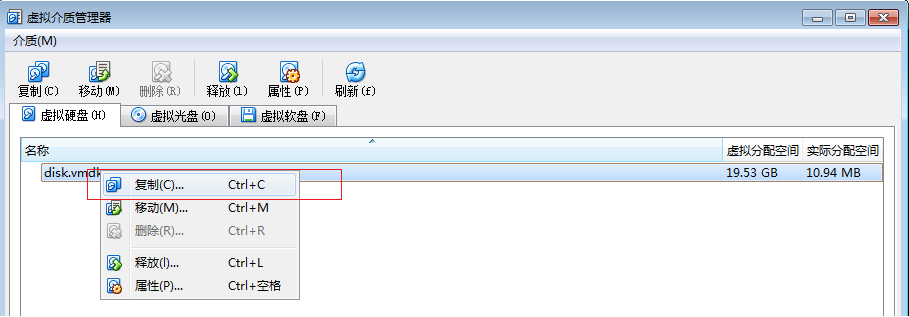 虚拟介质管理器
介质(M)
复制(C) 移动(M) 删除(R) 释放(l) 属性(P) 刷新(f)
虚拟硬盘(H) 虚拟光盘(O) 虚拟软盘(F)
名称 虚拟分配空间 实际分配空间
disk.vmdk 19.53 GB 10.94 MB
复制(C)... Ctrl+C
移动(M)... Ctrl+M
删除(R)... Ctrl+R
释放(l)... Ctrl+L
属性(P)... Ctrl+空格